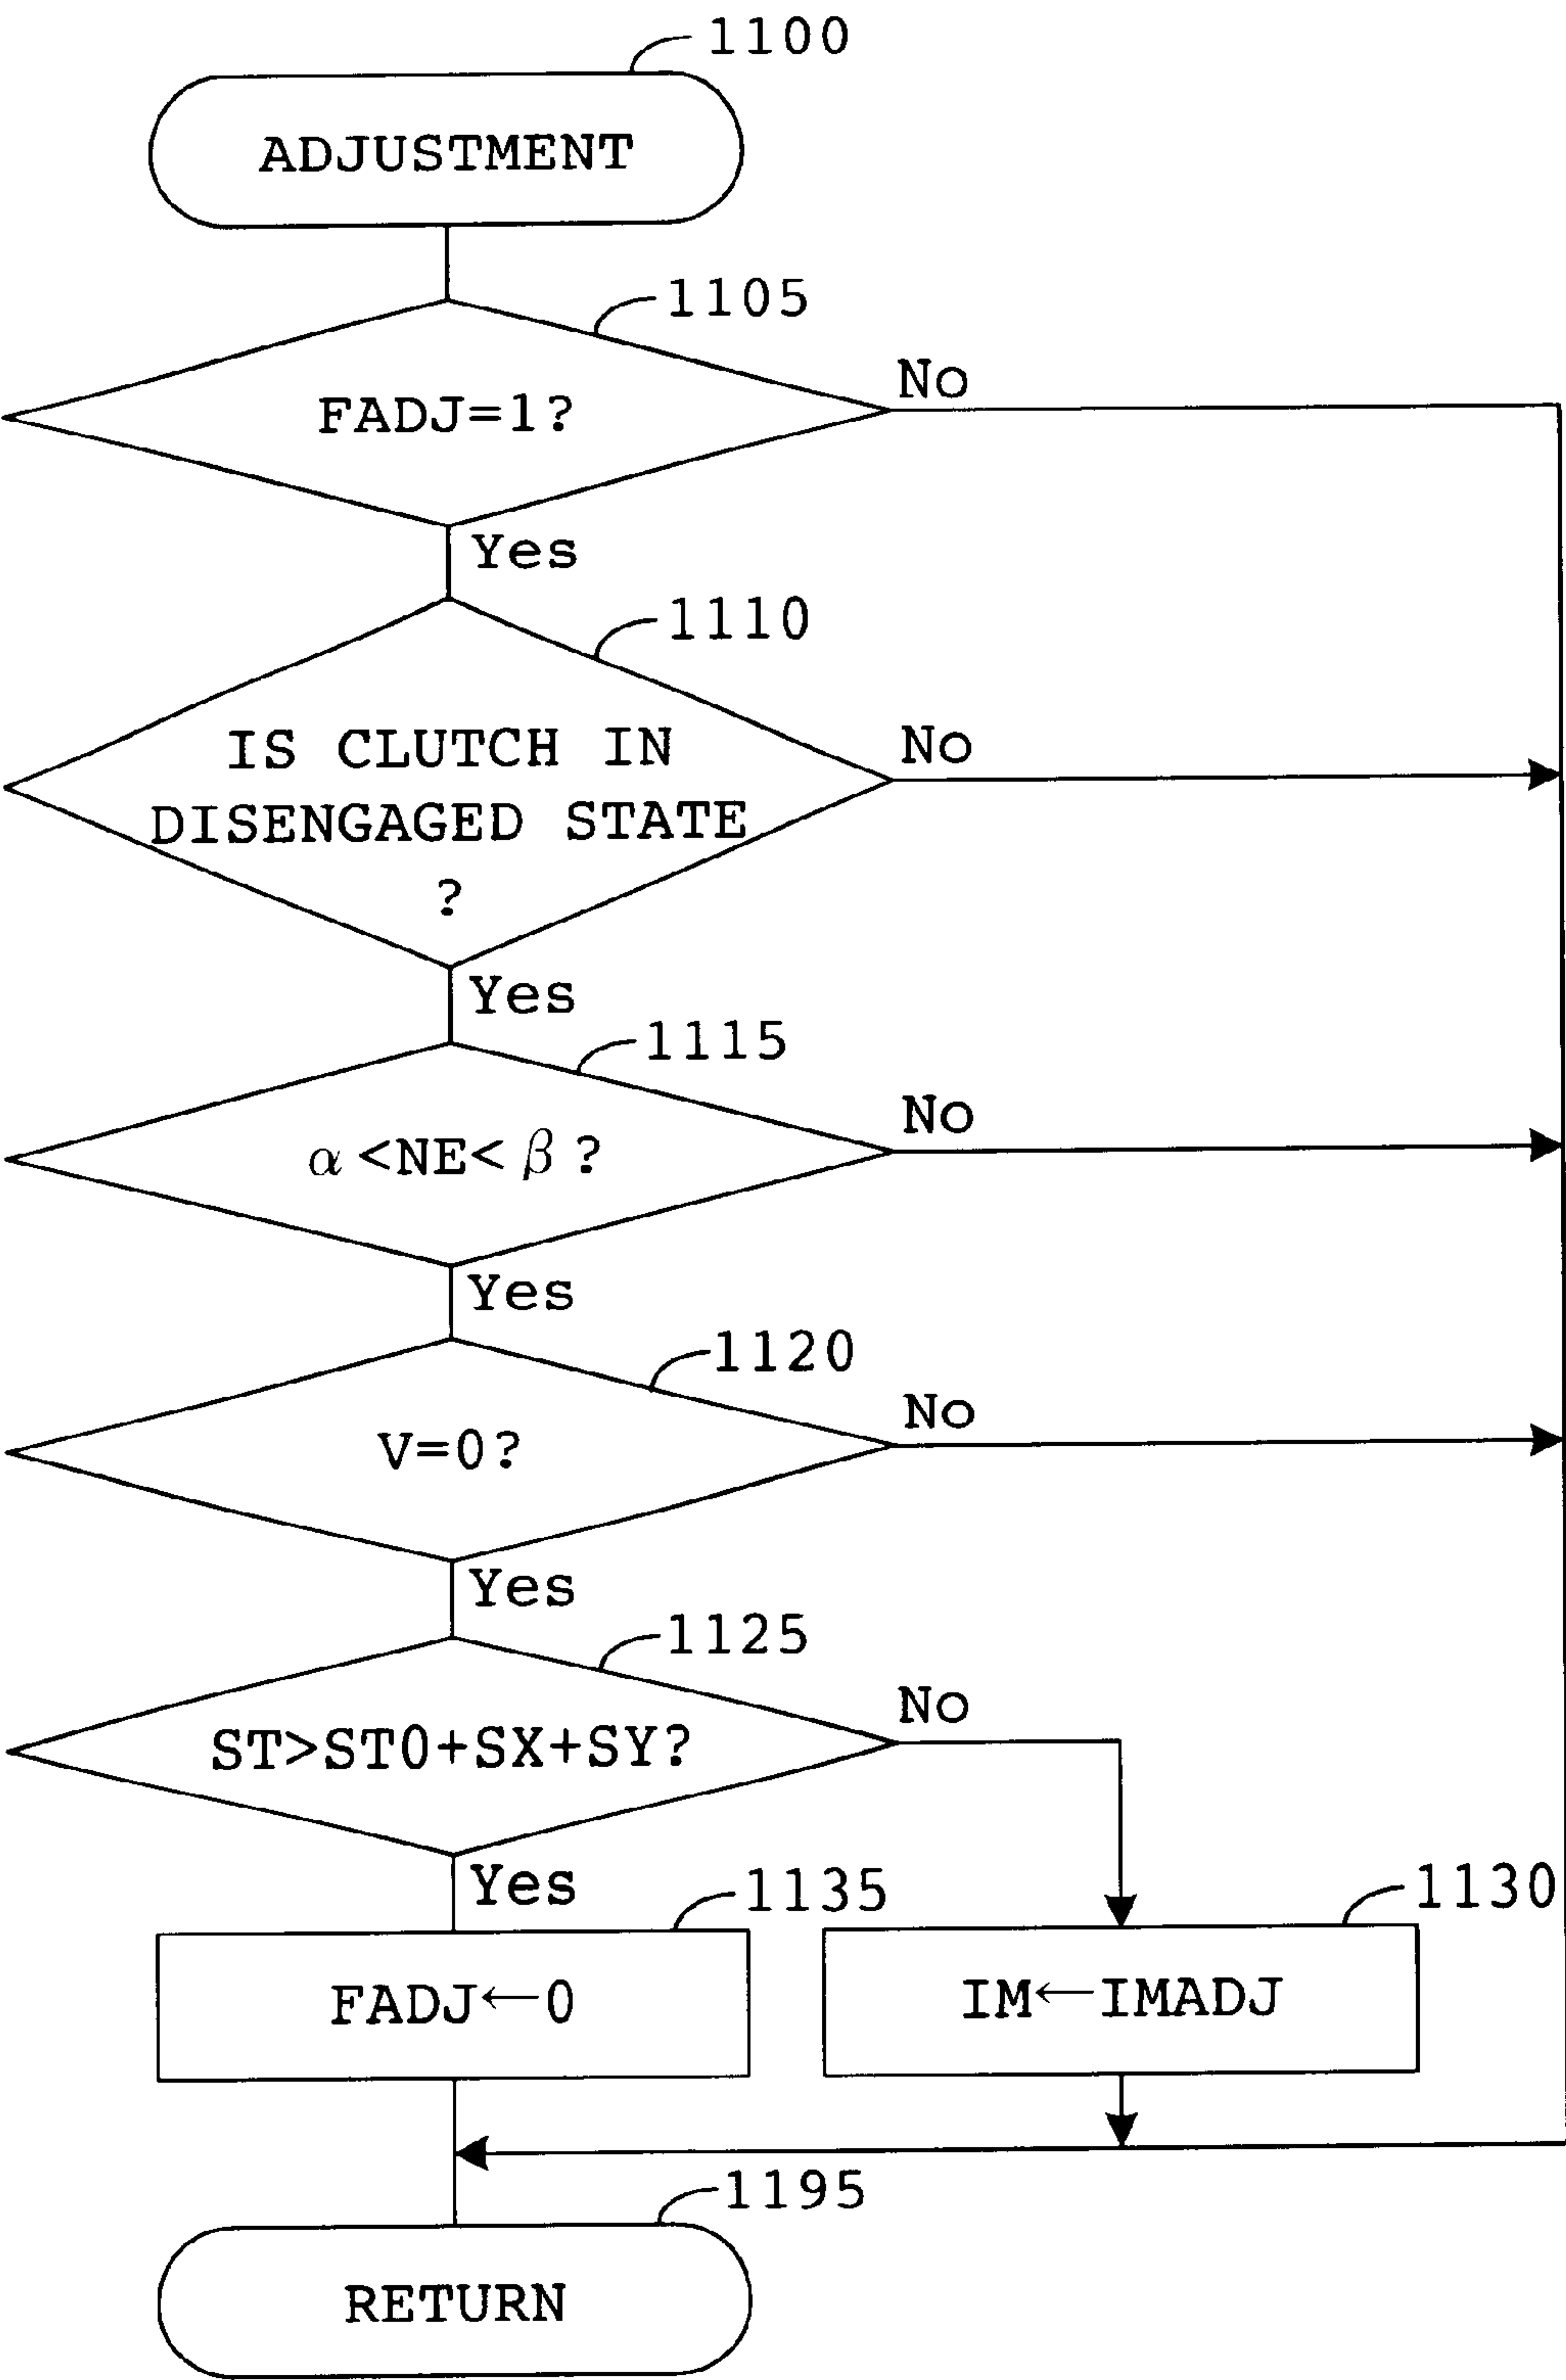 1100
ADJUSTMENT
1105
FADJ=1?
No
Yes
1110
IS CLUTCH IN
DISENGAGED STATE
?
No
Yes
1115
α<NE<β?
No
Yes
1120
V=0?
No
Yes
1125
ST>ST0+SX+SY?
No
Yes
1135
FADJ←0
1130
IM←IMADJ
1195
RETURN